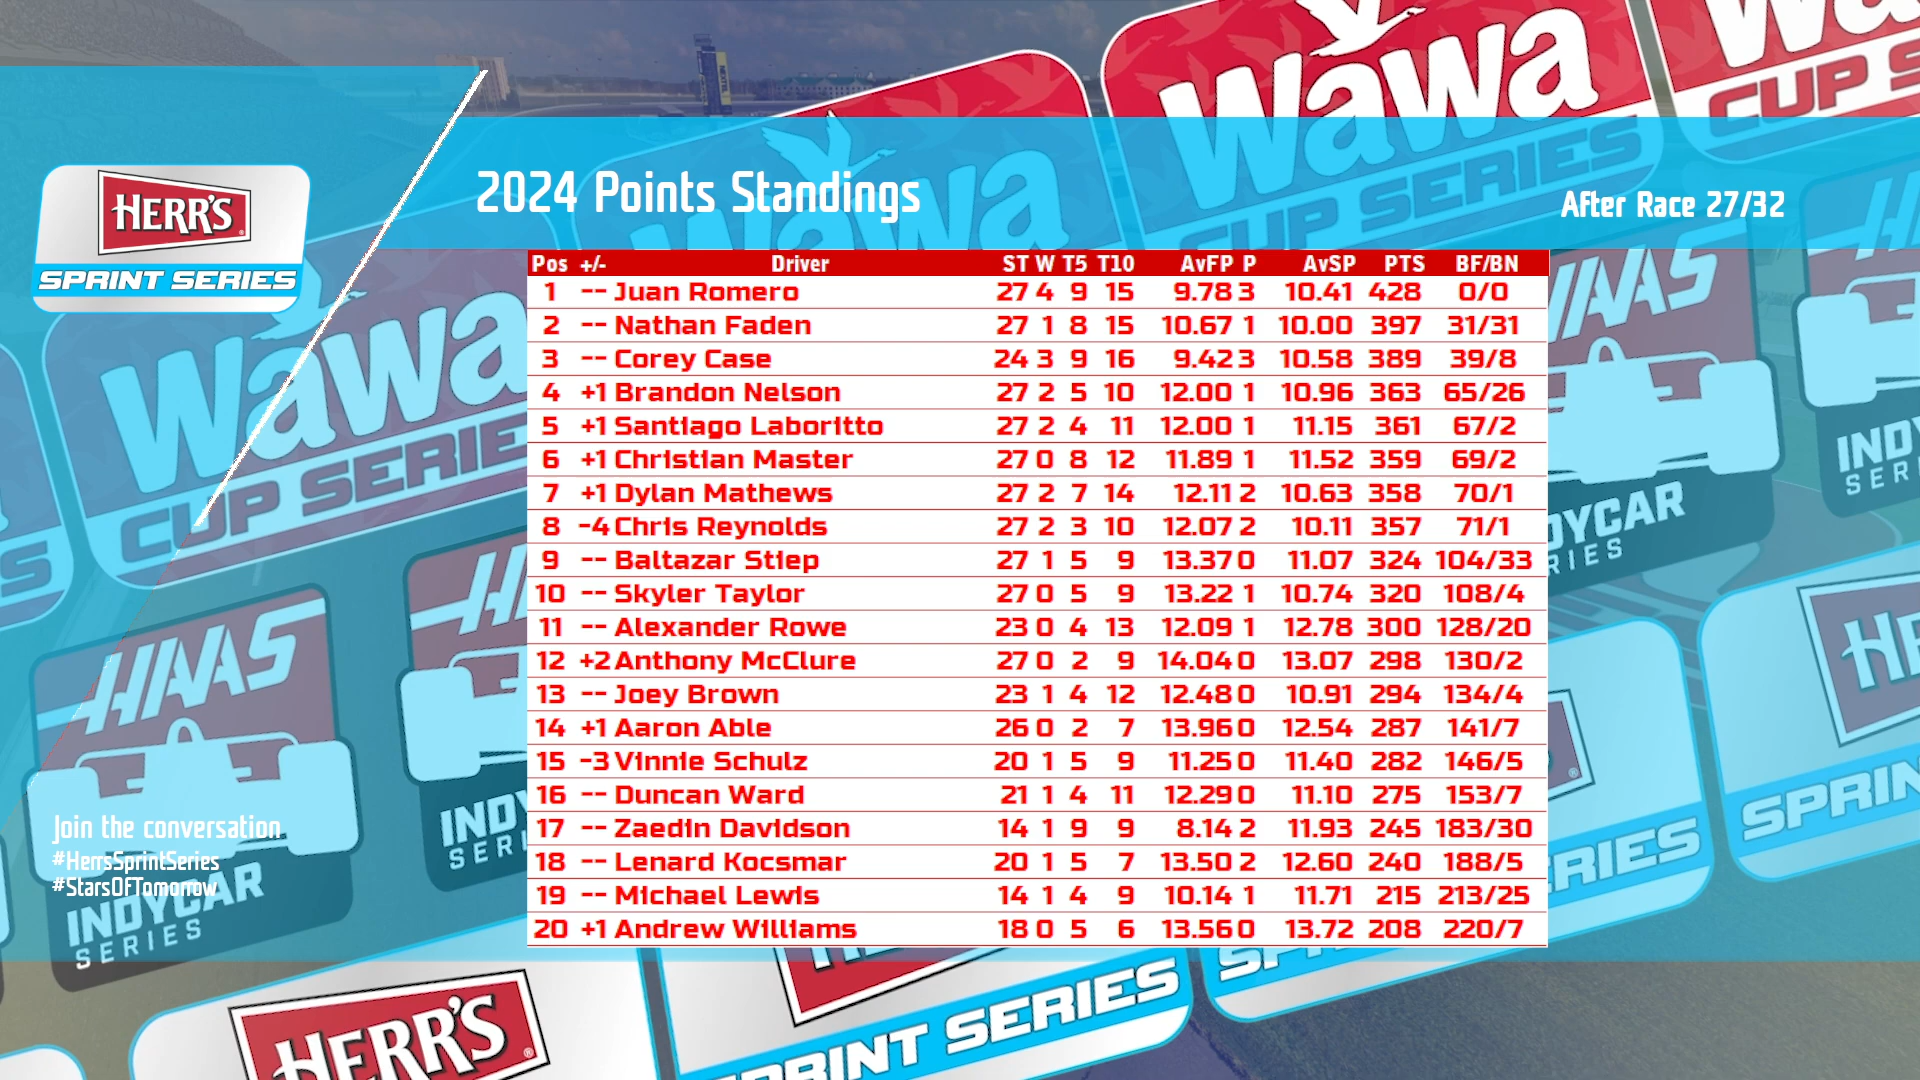 Wawa
CUP SERIES
HERR'S
SPRINT SERIES
2024 Points Standings
After Race 27/32
Pos +/- Driver ST W T5 T10 AvFP P AvSP PTS BF/BN
1 -- Juan Romero 27 4 9 15 9.78 3 10.41 428 0/0
2 -- Nathan Faden 27 1 8 15 10.67 1 10.00 397 31/31
3 -- Corey Case 24 3 9 16 9.42 3 10.58 389 39/8
4 +1 Brandon Nelson 27 2 5 10 12.00 1 10.96 363 65/26
5 +1 Santiago Laboritto 27 2 4 11 12.00 1 11.15 361 67/2
6 +1 Christian Master 27 0 8 12 11.89 1 11.52 359 69/2
7 +1 Dylan Mathews 27 2 7 14 12.11 2 10.63 358 70/1
8 -4 Chris Reynolds 27 2 3 10 12.07 2 10.11 357 71/1
9 -- Baltazar Stiep 27 1 5 9 13.37 0 11.07 324 104/33
10 -- Skyler Taylor 27 0 5 9 13.22 1 10.74 320 108/4
11 -- Alexander Rowe 23 0 4 13 12.09 1 12.78 300 128/20
12 +2 Anthony McClure 27 0 2 9 14.04 0 13.07 298 130/2
13 -- Joey Brown 23 1 4 12 12.48 0 10.91 294 134/4
14 +1 Aaron Able 26 0 2 7 13.96 0 12.54 287 141/7
15 -3 Vinnie Schulz 20 1 5 9 11.25 0 11.40 282 146/5
16 -- Duncan Ward 21 1 4 11 12.29 0 11.10 275 153/7
17 -- Zaedin Davidson 14 1 9 9 8.14 2 11.93 245 183/30
18 -- Lenard Kocsmar 20 1 5 7 13.50 2 12.60 240 188/5
19 -- Michael Lewis 14 1 4 9 10.14 1 11.71 215 213/25
20 +1 Andrew Williams 18 0 5 6 13.56 0 13.72 208 220/7
Wawa
CUP SERIES
HAAS
INDYCAR
SERIES
Join the conversation
#HerrsSprintSeries
#StarsOfTomorrow
HERR'S
SPRINT SERIES